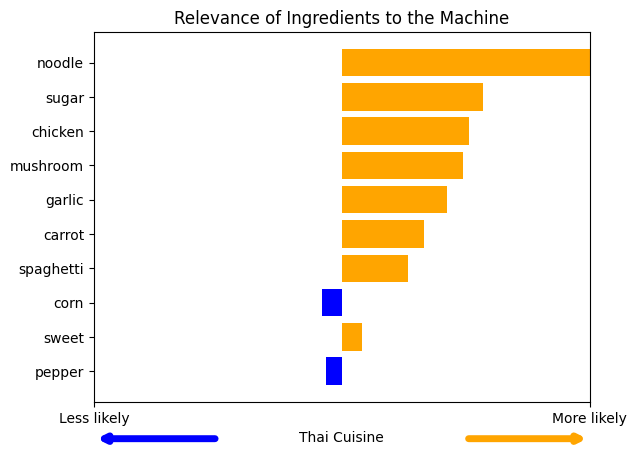 Relevance of Ingredients to the Machine
noodle
sugar
chicken
mushroom
garlic
carrot
spaghetti
corn
sweet
pepper
Less likely
More likely
Thai Cuisine